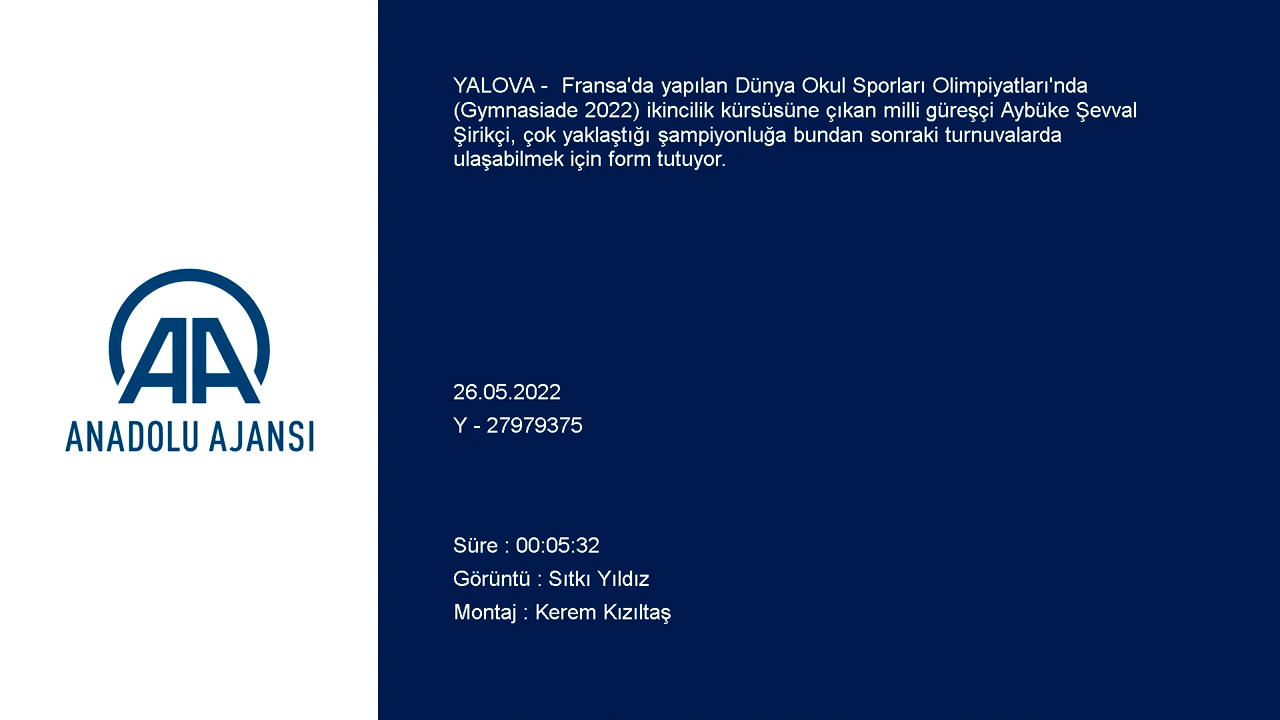 YALOVA -  Fransa'da yapılan Dünya Okul Sporları Olimpiyatları'nda
(Gymnasiade 2022) ikincilik kürsüsüne çıkan milli güreşçi Aybüke Şevval
Şirikçi, çok yaklaştığı şampiyonluğa bundan sonraki turnuvalarda
ulaşabilmek için form tutuyor.
AA
ANADOLU AJANSI
26.05.2022
Y - 27979375
Süre : 00:05:32
Görüntü : Sıtkı Yıldız
Montaj : Kerem Kızıltaş